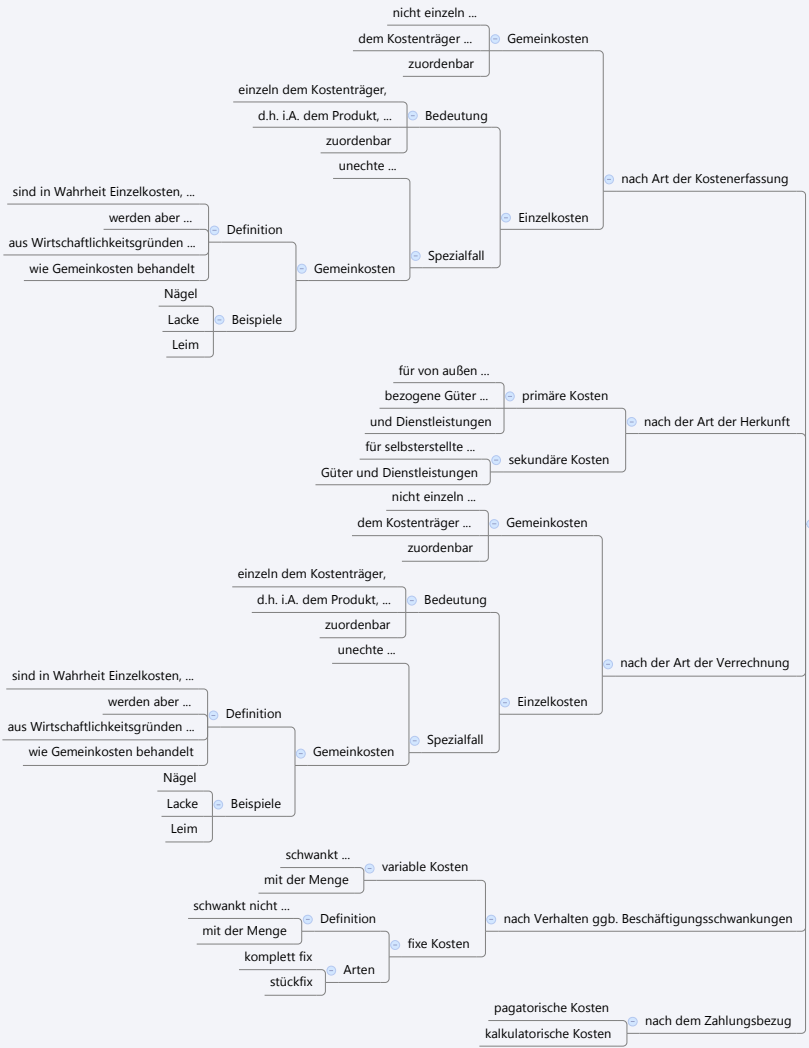 nicht einzeln ...
dem Kostenträger ...
Gemeinkosten
zuordenbar
einzeln dem Kostenträger,
d.h. i.A. dem Produkt, ...
Bedeutung
zuordenbar
unechte ...
nach Art der Kostenerfassung
sind in Wahrheit Einzelkosten, ...
werden aber ...
Einzelkosten
Definition
aus Wirtschaftlichkeitsgründen ...
Spezialfall
wie Gemeinkosten behandelt
Gemeinkosten
Nägel
Lacke
Beispiele
Leim
für von außen ...
bezogene Güter ...
primäre Kosten
und Dienstleistungen
nach der Art der Herkunft
für selbsterstellte ...
sekundäre Kosten
Güter und Dienstleistungen
nicht einzeln ...
dem Kostenträger ...
Gemeinkosten
zuordenbar
einzeln dem Kostenträger,
d.h. i.A. dem Produkt, ...
Bedeutung
zuordenbar
unechte ...
nach der Art der Verrechnung
sind in Wahrheit Einzelkosten, ...
werden aber ...
Einzelkosten
Definition
aus Wirtschaftlichkeitsgründen ...
Spezialfall
wie Gemeinkosten behandelt
Gemeinkosten
Nägel
Lacke
Beispiele
Leim
schwankt ...
variable Kosten
mit der Menge
schwankt nicht ...
Definition
nach Verhalten ggb. Beschäftigungsschwankungen
mit der Menge
fixe Kosten
komplett fix
Arten
stückfix
pagatorische Kosten
nach dem Zahlungsbezug
kalkulatorische Kosten